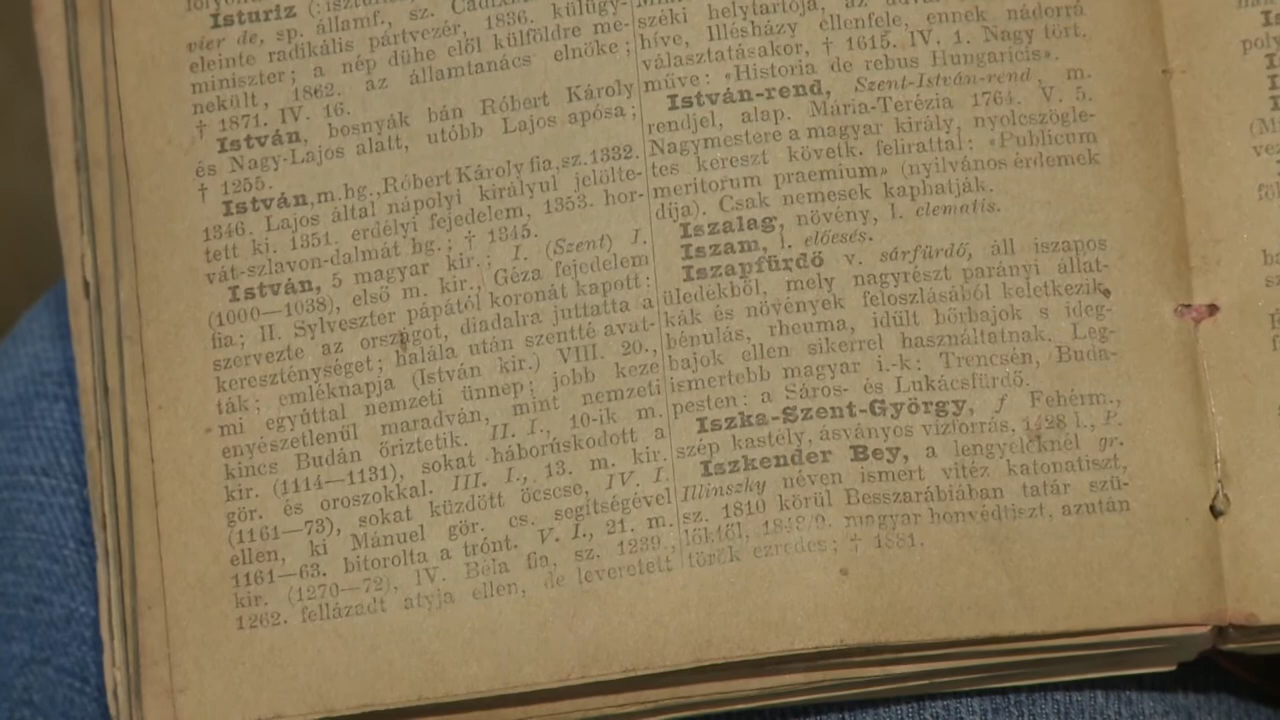 Isturiz
vier de, sp. államf., sz.
eleinte radikális pártvezér, 1836. külügy-
miniszter; a nép dühe elől külföldre me-
nekült, 1862. az államtanács elnöke;
† 1871. IV. 16.
István, bosnyák bán Róbert Károly
és Nagy-Lajos alatt, utóbb Lajos apósa;
† 1255.
István, m. hg., Róbert Károly fia, sz. 1332.
1346. Lajos által nápolyi királyul jelölte-
tett ki. 1351. erdélyi fejedelem, 1353. hor-
vát-szlavon-dalmát hg.; † 1345.
István, 5 magyar kir.; I. (Szent) I.
(1000—1038), első m. kir., Géza fejedelem
fia; II. Sylveszter pápától koronát kapott;
szervezte az országot, diadalra juttatta a
kereszténységet; halála után szentté avat-
ták; emléknapja (István kir.) VIII. 20.,
mi egyúttal nemzeti ünnep; jobb keze
enyészetlenül maradván, mint nemzeti
kincs Budán őriztetik. II. I., 10-ik m.
kir. (1114—1131), sokat háborúskodott a
gör. és oroszokkal. III. I., 13. m. kir.
(1161—73), sokat küzdött öcscse, IV. I.
ellen, ki Mánuel gör. cs. segítségével
1161—63. bitorolta a trónt. V. I., 21. m.
kir. (1270—72), IV. Béla fia, sz. 1239.,
1262. fellázadt atyja ellen, de leveretett
széki helytartója, az
híve, Illésházy ellenfele, ennek nádorrá
választatásakor, † 1615. IV. 1. Nagy tört.
műve: «Historia de rebus Hungaricis».
István-rend, Szent-István-rend, m.
rendjel, alap. Mária-Terézia 1764. V. 5.
Nagymestere a magyar király, nyolcszögle-
tes kereszt követk. felirattal: «Publicum
meritorum praemium» (nyilvános érdemek
díja). Csak nemesek kaphatják.
Iszalag, növény, l. clematis.
Iszam, l. előesés.
Iszapfürdő v. sárfürdő, áll iszapos
üledékből, mely nagyrészt parányi állat-
kák és növények feloszlásából keletkezik,
bénulás, rheuma, idült bőrbajok s ideg-
bajok ellen sikerrel használtatnak. Leg-
ismertebb magyar i.-k: Trencsén, Buda-
pesten: a Sáros- és Lukácsfürdő.
Iszka-Szent-György, f Fehérm.,
szép kastély, ásványos vízforrás, 1428 l., P.
Iszkender Bey, a lengyeleknél gr.
Illinszky néven ismert vitéz katonatiszt,
sz. 1810 körül Besszarábiában tatár szü-
lőktől, 1848/9. magyar honvédtiszt, azután
török ezredes; † 1881.